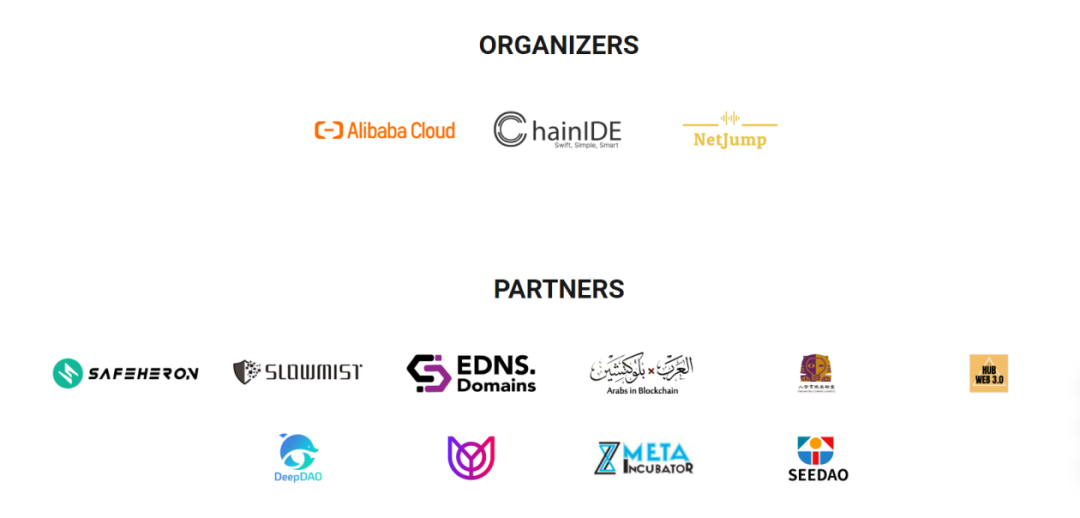 ORGANIZERS
Alibaba Cloud
ChainIDE
Swift, Simple, Smart
NetJump
PARTNERS
SAFEHERON
SLOWMIST
EDNS.
Domains
العرب × بلوكتشين
Arabs in Blockchain
HUB
WEB 3.0
DeepDAO
META
INCUBATOR
SEEDAO